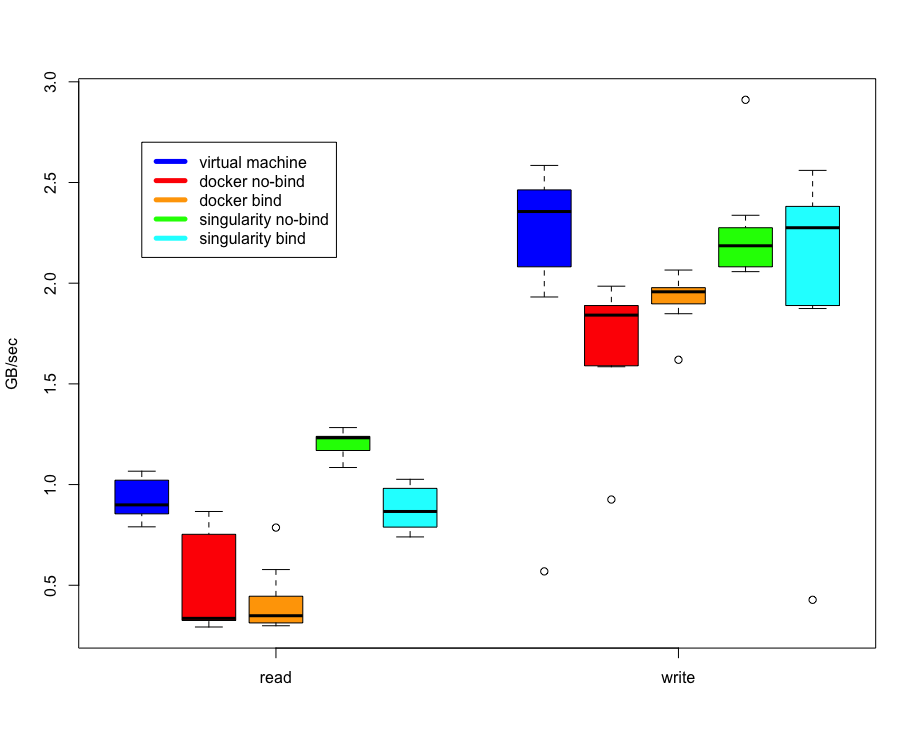 3.0
2.5
2.0
1.5
1.0
0.5
GB/sec
virtual machine
docker no-bind
docker bind
singularity no-bind
singularity bind
read
write